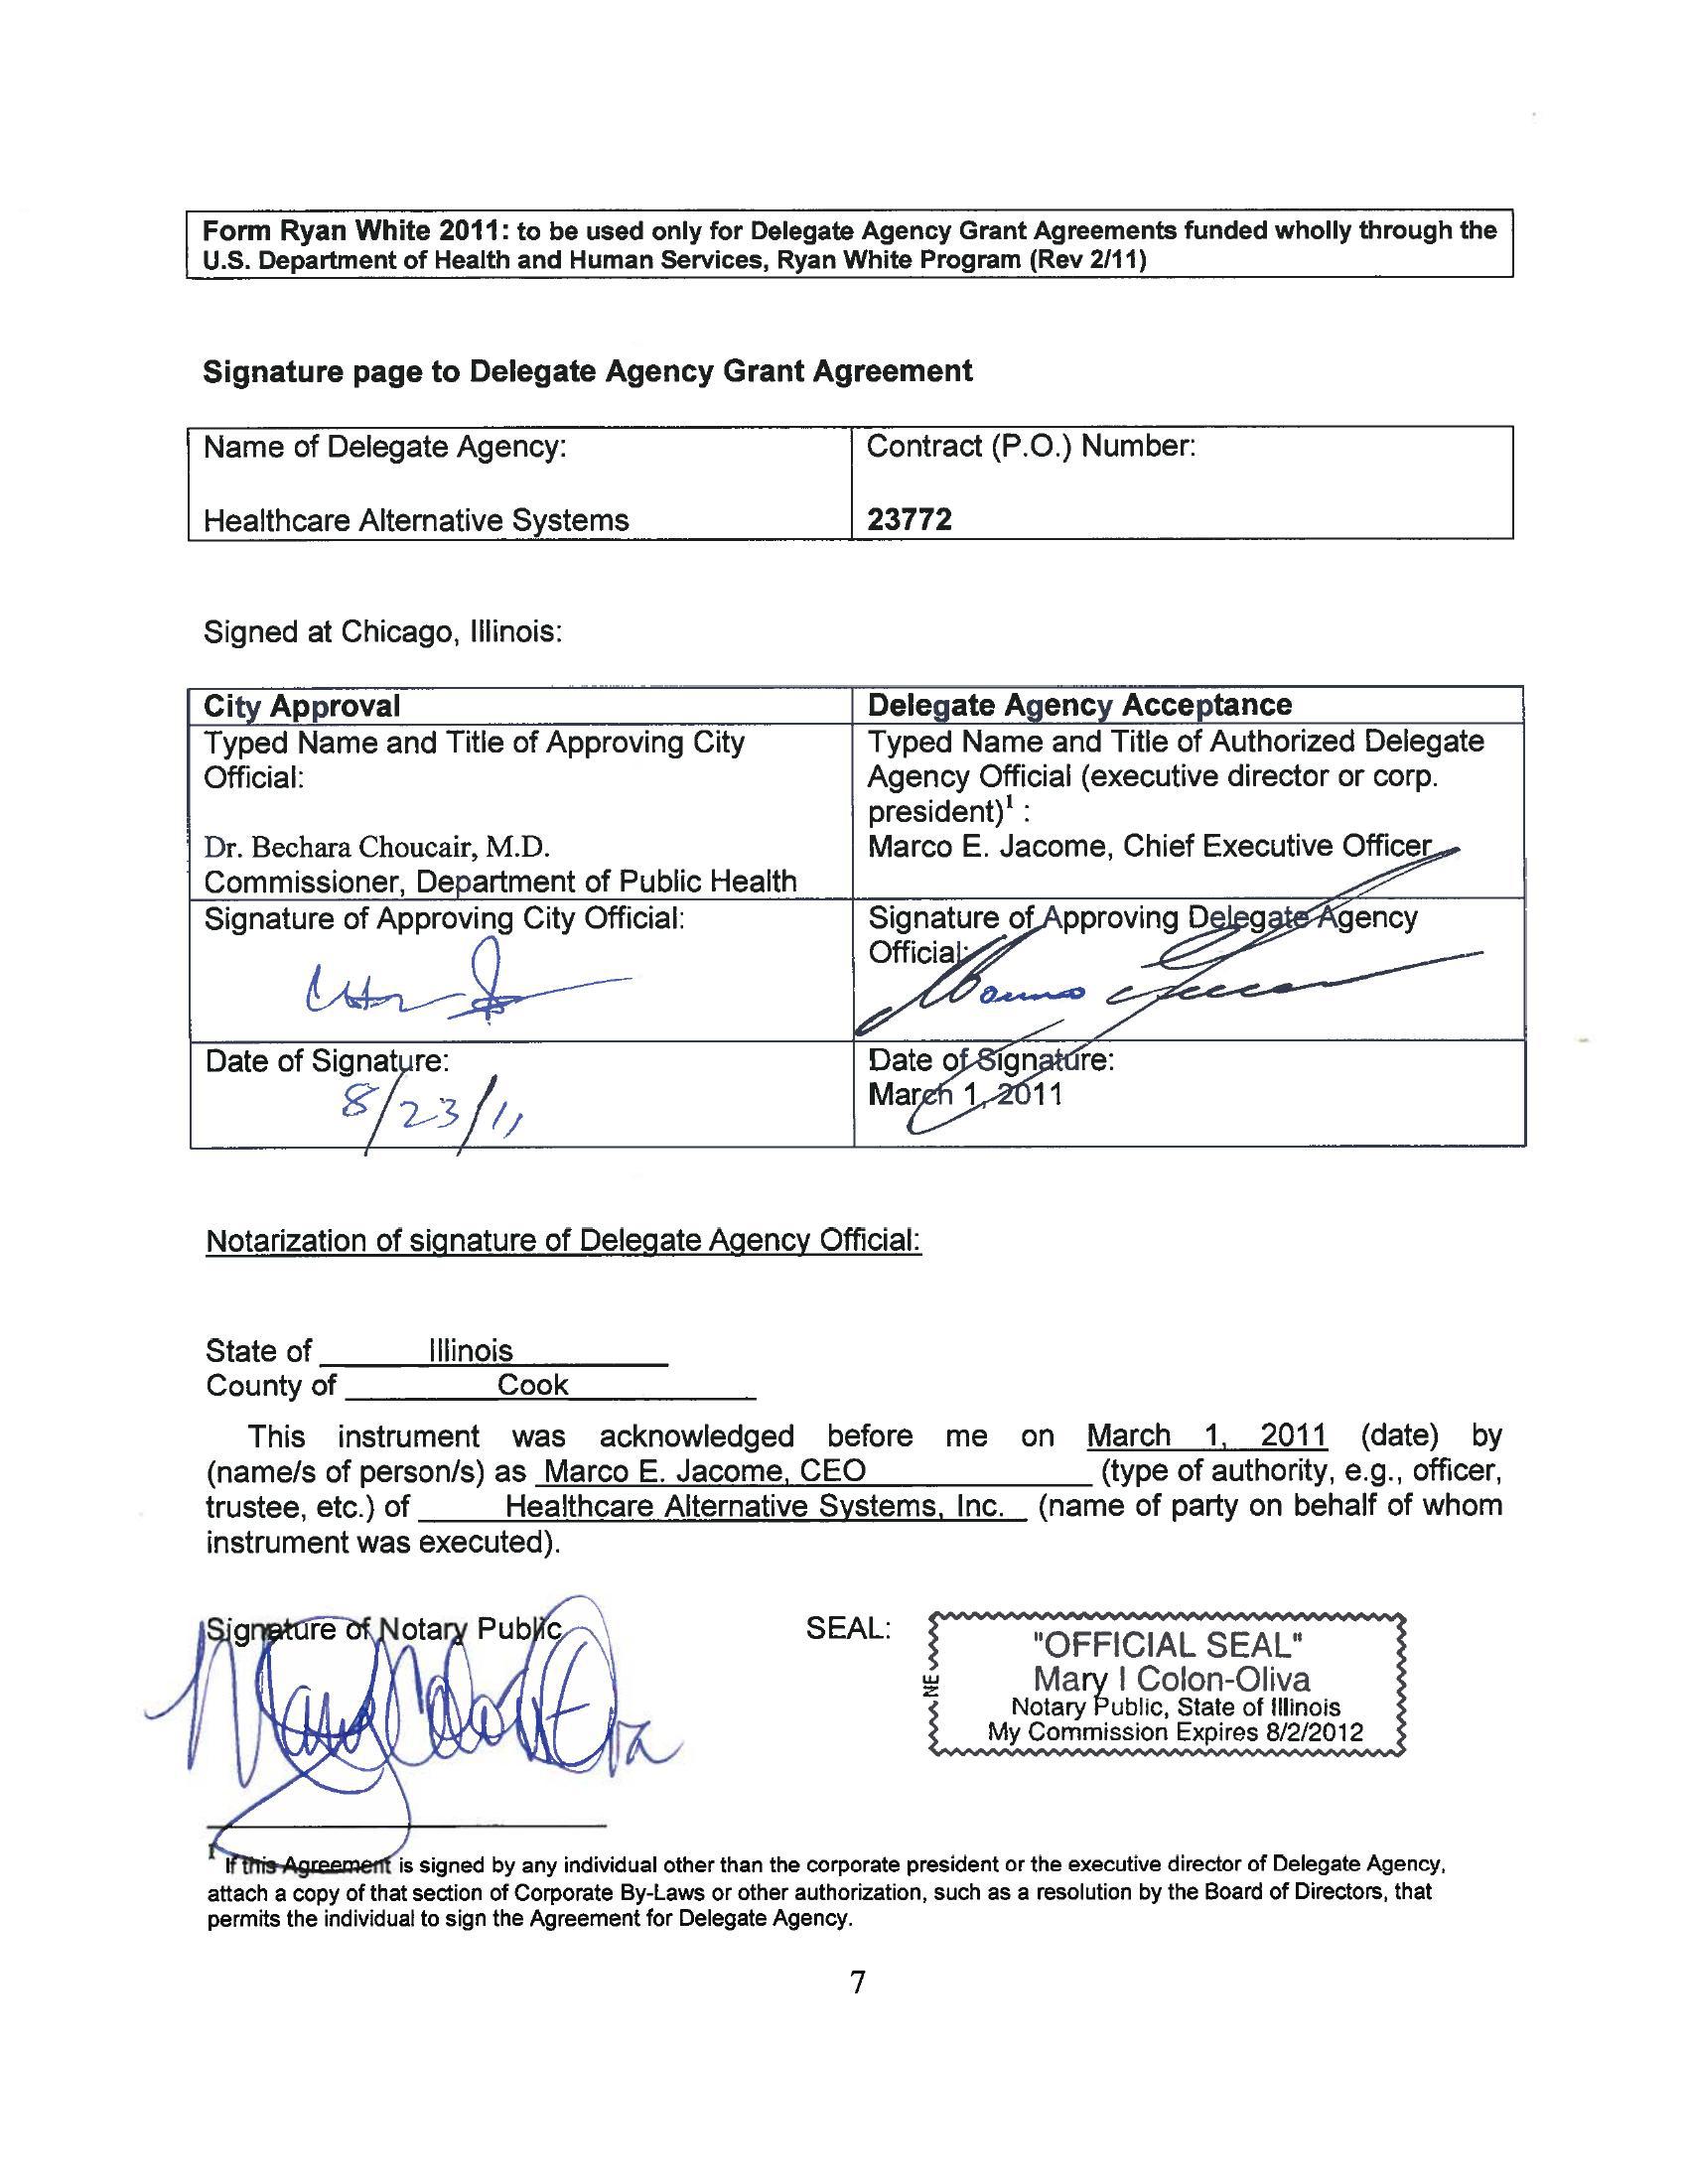 Form Ryan White 2011: to be used only for Delegate Agency Grant Agreements funded wholly through the
U.S. Department of Health and Human Services, Ryan White Program (Rev 2/11)
Signature page to Delegate Agency Grant Agreement
Name of Delegate Agency:
Healthcare Alternative Systems
Contract (P.O.) Number:
23772
Signed at Chicago, Illinois:
City Approval
Typed Name and Title of Approving City
Official:
Dr. Bechara Choucair, M.D.
Commissioner, Department of Public Health
Signature of Approving City Official:
Date of Signature:
8/23/11
Delegate Agency Acceptance
Typed Name and Title of Authorized Delegate
Agency Official (executive director or corp.
president)¹ :
Marco E. Jacome, Chief Executive Officer
Signature of Approving Delegate Agency
Official:
Date of Signature:
March 1, 2011
Notarization of signature of Delegate Agency Official:
State of Illinois
County of Cook
This instrument was acknowledged before me on March 1, 2011 (date) by
(name/s of person/s) as Marco E. Jacome, CEO (type of authority, e.g., officer,
trustee, etc.) of Healthcare Alternative Systems, Inc. (name of party on behalf of whom
instrument was executed).
Signature of Notary Public
SEAL:
"OFFICIAL SEAL"
Mary I Colon-Oliva
Notary Public, State of Illinois
My Commission Expires 8/2/2012
NE
1 If this Agreement is signed by any individual other than the corporate president or the executive director of Delegate Agency,
attach a copy of that section of Corporate By-Laws or other authorization, such as a resolution by the Board of Directors, that
permits the individual to sign the Agreement for Delegate Agency.
7